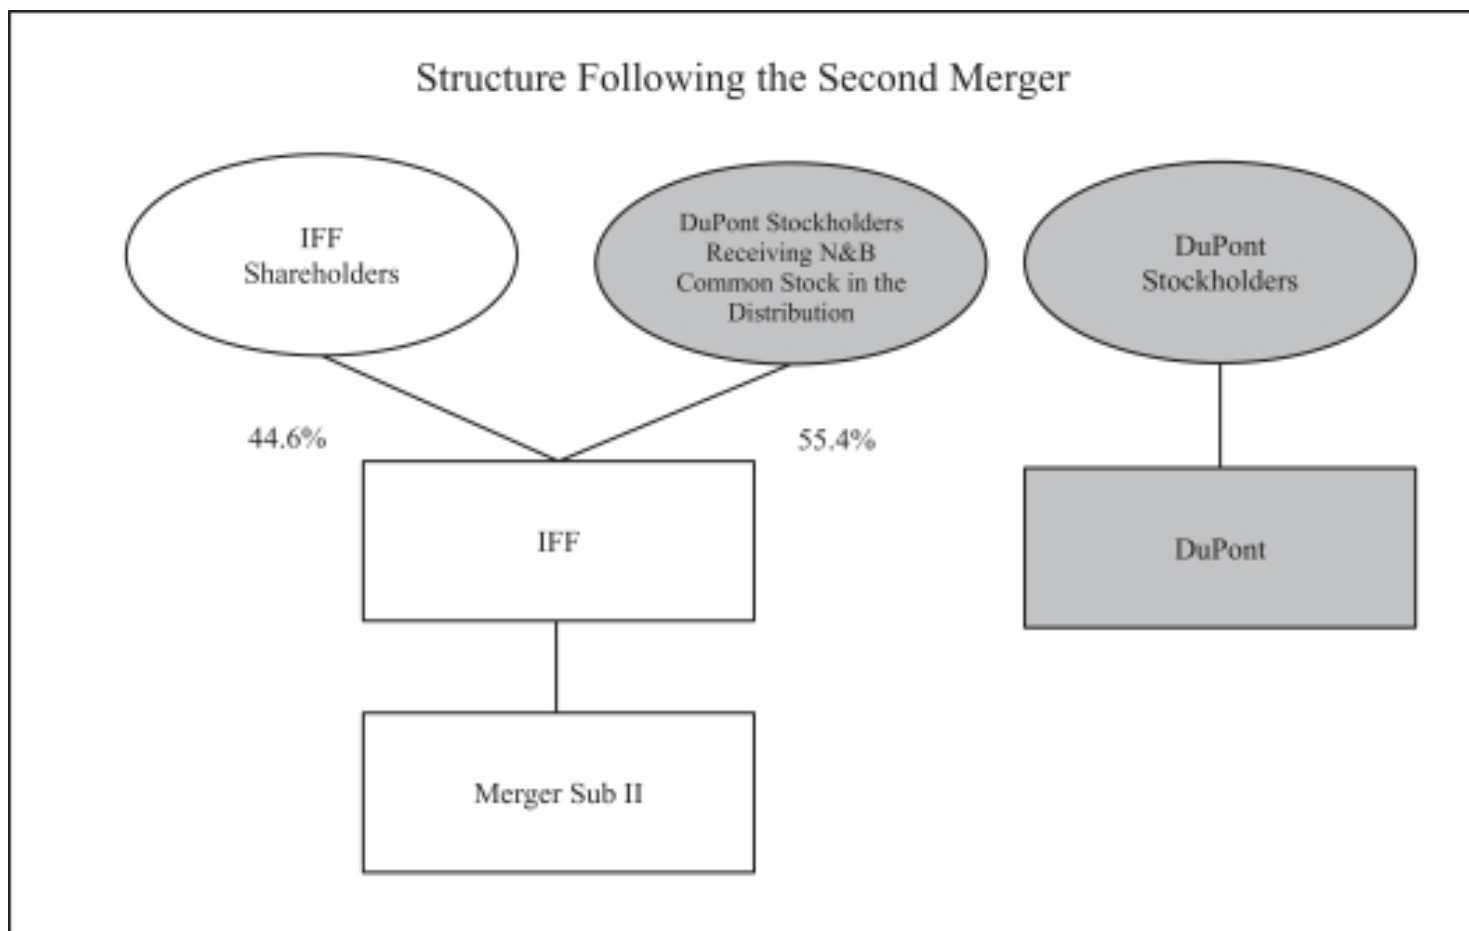 Structure Following the Second Merger
IFF
Shareholders
DuPont Stockholders
Receiving N&B
Common Stock in the
Distribution
DuPont
Stockholders
44.6%
55.4%
IFF
DuPont
Merger Sub II